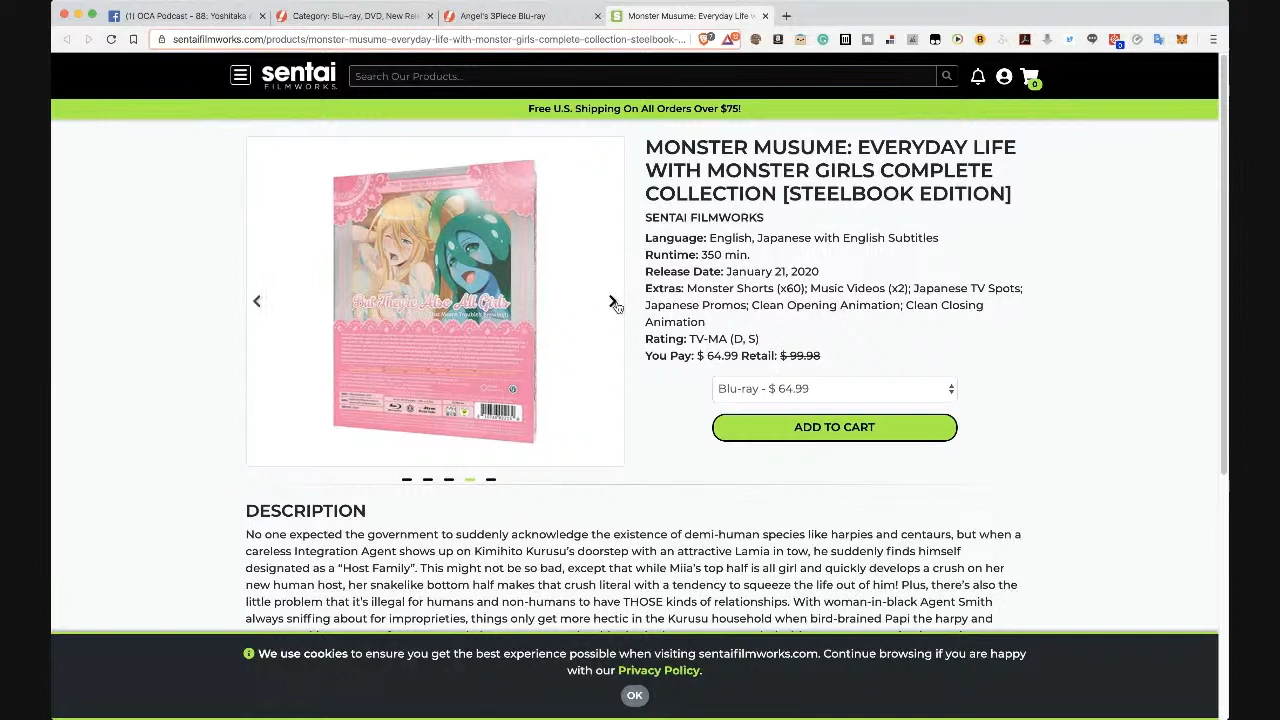 (1) OCA Podcast - 88: Yoshitaka
Category: Blu-ray, DVD, New Rele
Angel's 3Piece Blu-ray
Monster Musume: Everyday Life w
sentaifilmworks.com/products/monster-musume-everyday-life-with-monster-girls-complete-collection-steelbook-...
sentai
FILMWORKS
Search Our Products...
0
Free U.S. Shipping On All Orders Over $75!
MONSTER MUSUME: EVERYDAY LIFE
WITH MONSTER GIRLS COMPLETE
COLLECTION [STEELBOOK EDITION]
SENTAI FILMWORKS
Language: English, Japanese with English Subtitles
Runtime: 350 min.
Release Date: January 21, 2020
Extras: Monster Shorts (x60); Music Videos (x2); Japanese TV Spots;
Japanese Promos; Clean Opening Animation; Clean Closing
Animation
Rating: TV-MA (D, S)
You Pay: $ 64.99 Retail: $ 99.98
Blu-ray - $ 64.99
ADD TO CART
But They're Also All Girls
DESCRIPTION
No one expected the government to suddenly acknowledge the existence of demi-human species like harpies and centaurs, but when a
careless Integration Agent shows up on Kimihito Kurusu's doorstep with an attractive Lamia in tow, he suddenly finds himself
designated as a “Host Family”. This might not be so bad, except that while Miia's top half is all girl and quickly develops a crush on her
new human host, her snakelike bottom half makes that crush literal with a tendency to squeeze the life out of him! Plus, there's also the
little problem that it's illegal for humans and non-humans to have THOSE kinds of relationships. With woman-in-black Agent Smith
always sniffing about for improprieties, things only get more hectic in the Kurusu household when bird-brained Papi the harpy and
We use cookies to ensure you get the best experience possible when visiting sentaifilmworks.com. Continue browsing if you are happy
with our Privacy Policy.
OK